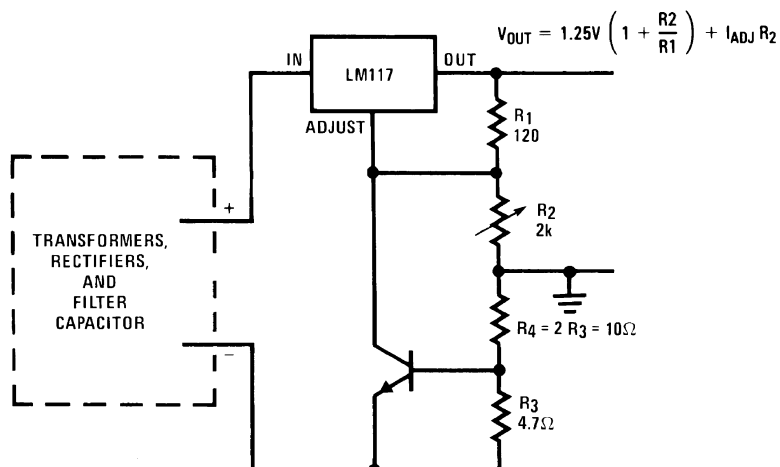 V_OUT = 1.25V (1 + R2/R1) + I_ADJ R2
IN
LM117
OUT
ADJUST
R1
120
+
R2
2k
TRANSFORMERS,
RECTIFIERS,
AND
FILTER
CAPACITOR
R4 = 2 R3 = 10Ω
−
R3
4.7Ω